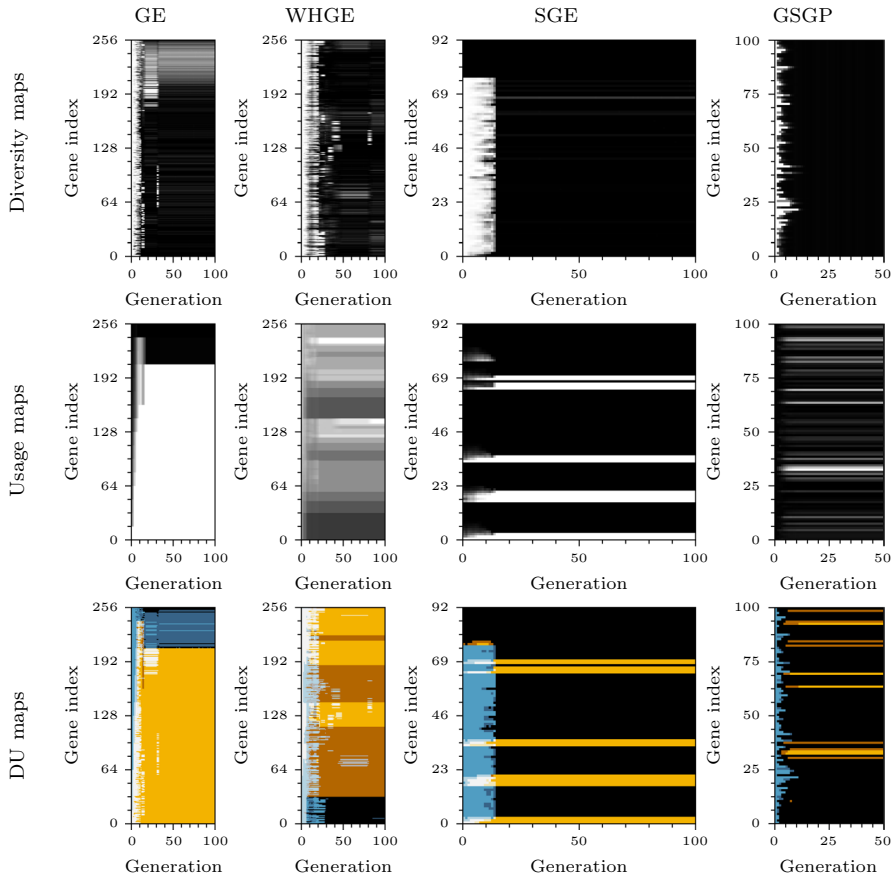 GE WHGE SGE GSGP
Diversity maps
Gene index
256
192
128
64
0
0 50 100
Generation
Gene index
256
192
128
64
0
0 50 100
Generation
Gene index
92
69
46
23
0
0 100
Generation
Gene index
100
75
50
25
0
0 25 50
Generation
Usage maps
Gene index
256
192
128
64
0
0 50 100
Generation
Gene index
256
192
128
64
0
0 50 100
Generation
Gene index
92
69
46
23
0
0 100
Generation
Gene index
100
75
50
25
0
0 25 50
Generation
DU maps
Gene index
256
192
128
64
0
0 50 100
Generation
Gene index
256
192
128
64
0
0 50 100
Generation
Gene index
92
69
46
23
0
0 100
Generation
Gene index
100
75
50
25
0
0 25 50
Generation